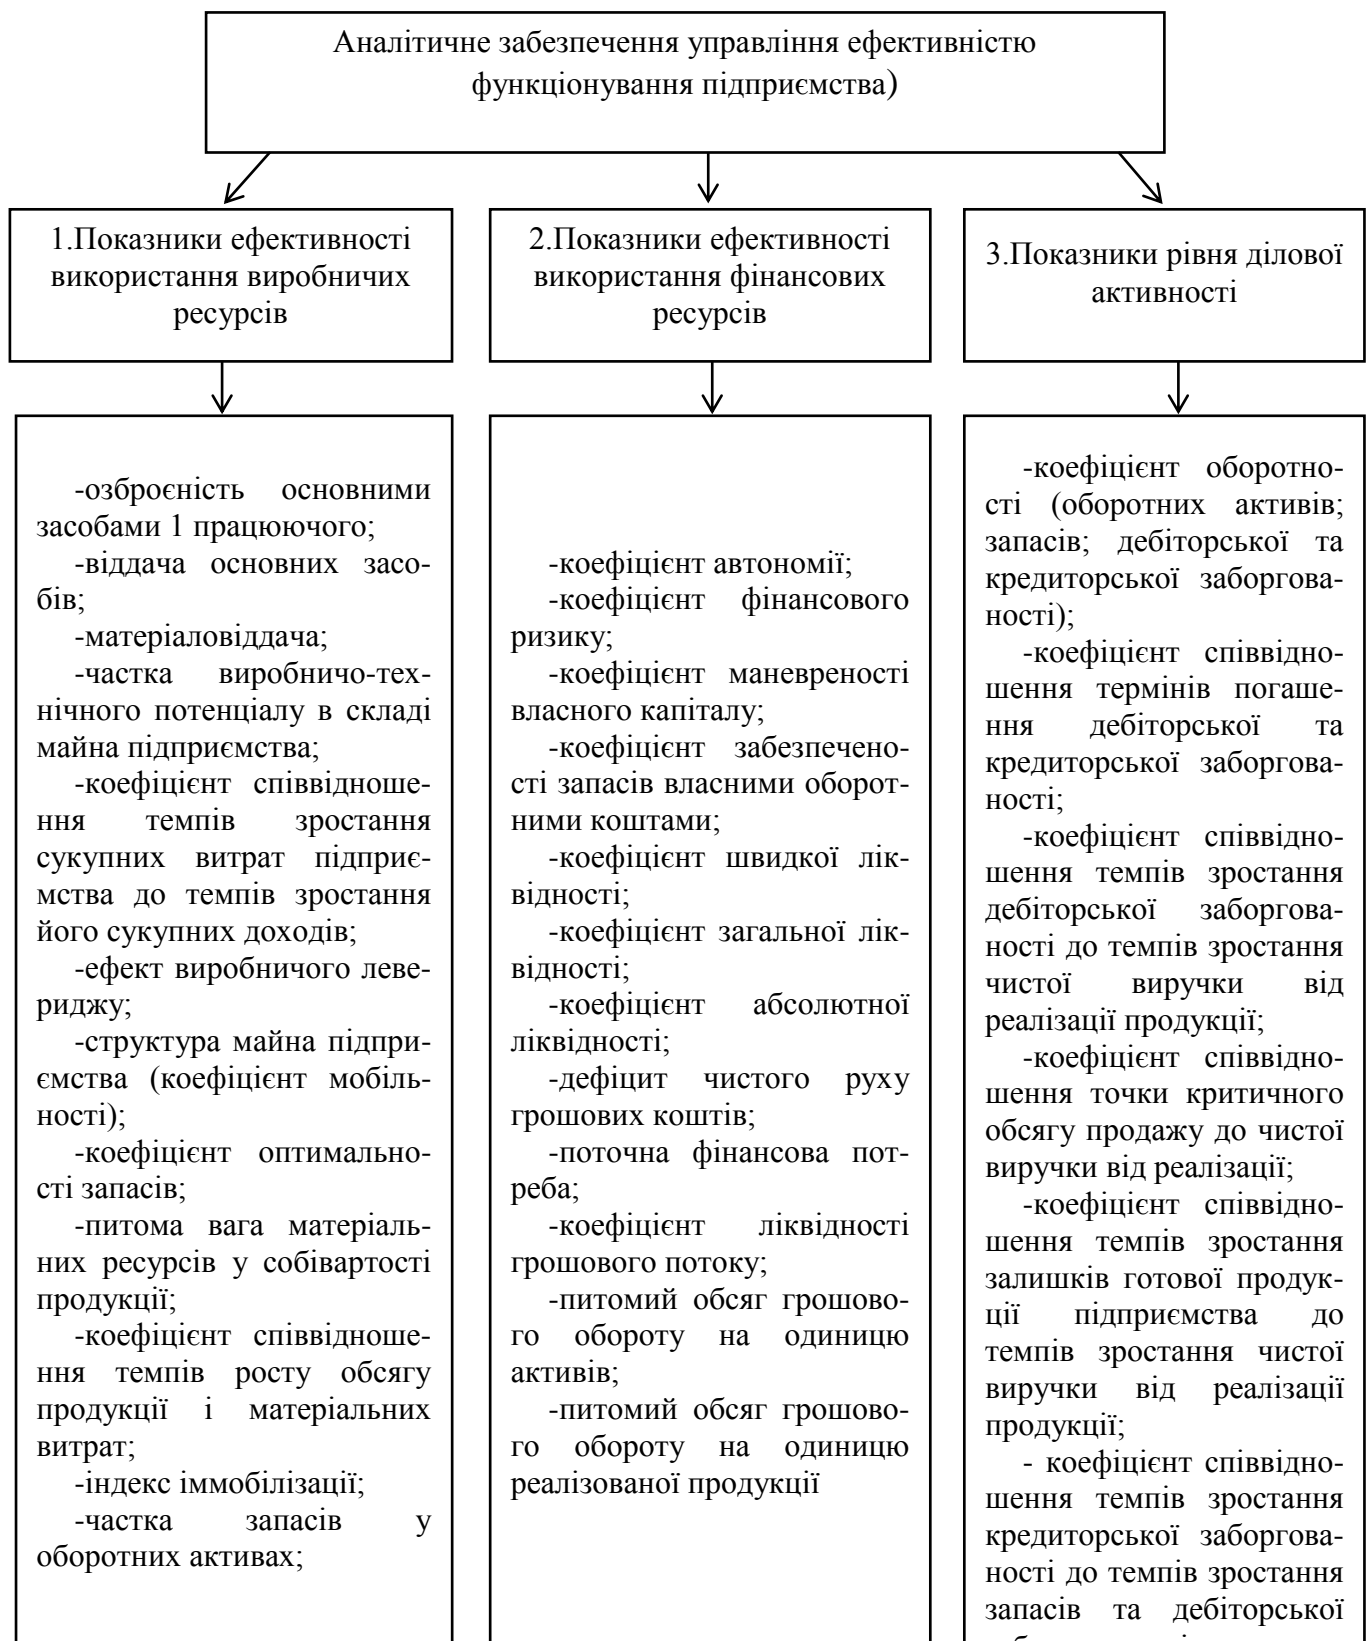 Аналітичне забезпечення управління ефективністю
функціонування підприємства)
1.Показники ефективності
використання виробничих
ресурсів
2.Показники ефективності
використання фінансових
ресурсів
3.Показники рівня ділової
активності
-озброєність основними
засобами 1 працюючого;
-віддача основних засо-
бів;
-матеріаловіддача;
-частка виробничо-тех-
нічного потенціалу в складі
майна підприємства;
-коефіцієнт співвідноше-
ння темпів зростання
сукупних витрат підприє-
мства до темпів зростання
його сукупних доходів;
-ефект виробничого леве-
риджу;
-структура майна підпри-
ємства (коефіцієнт мобіль-
ності);
-коефіцієнт оптимально-
сті запасів;
-питома вага матеріаль-
них ресурсів у собівартості
продукції;
-коефіцієнт співвідноше-
ння темпів росту обсягу
продукції і матеріальних
витрат;
-індекс іммобілізації;
-частка запасів у
оборотних активах;
-коефіцієнт автономії;
-коефіцієнт фінансового
ризику;
-коефіцієнт маневреності
власного капіталу;
-коефіцієнт забезпечено-
сті запасів власними оборот-
ними коштами;
-коефіцієнт швидкої лік-
відності;
-коефіцієнт загальної лік-
відності;
-коефіцієнт абсолютної
ліквідності;
-дефіцит чистого руху
грошових коштів;
-поточна фінансова пот-
реба;
-коефіцієнт ліквідності
грошового потоку;
-питомий обсяг грошово-
го обороту на одиницю
активів;
-питомий обсяг грошово-
го обороту на одиницю
реалізованої продукції
-коефіцієнт оборотно-
сті (оборотних активів;
запасів; дебіторської та
кредиторської заборгова-
ності);
-коефіцієнт співвідно-
шення термінів погаше-
ння дебіторської та
кредиторської заборгова-
ності;
-коефіцієнт співвідно-
шення темпів зростання
дебіторської заборгова-
ності до темпів зростання
чистої виручки від
реалізації продукції;
-коефіцієнт співвідно-
шення точки критичного
обсягу продажу до чистої
виручки від реалізації;
-коефіцієнт співвідно-
шення темпів зростання
залишків готової продук-
ції підприємства до
темпів зростання чистої
виручки від реалізації
продукції;
- коефіцієнт співвідно-
шення темпів зростання
кредиторської заборгова-
ності до темпів зростання
запасів та дебіторської